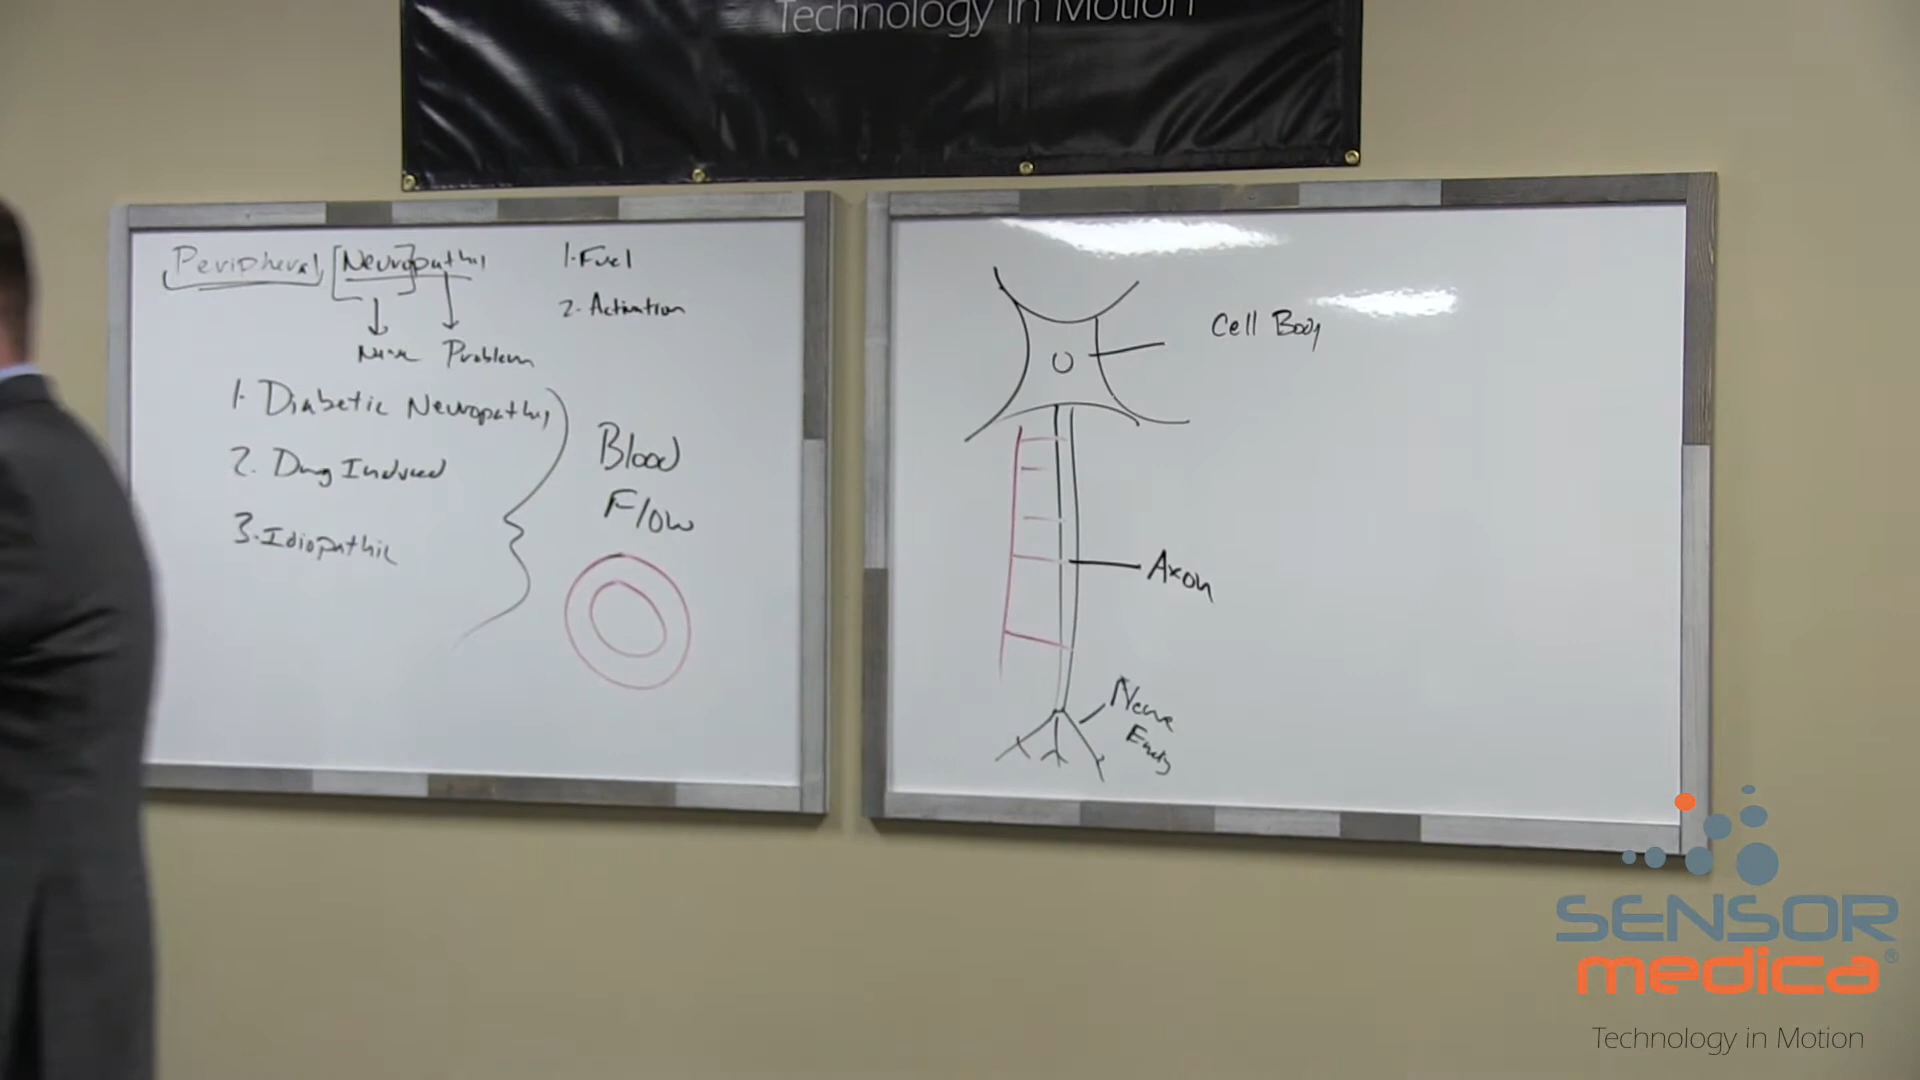 Technology in Motion
Peripheral Neuropathy
Nerve Problem
1. Fuel
2. Activation
1. Diabetic Neuropathy
2. Drug Induced
3. Idiopathic
Blood
Flow
Cell Body
Axon
Nerve
Ends
SENSOR
medica®
Technology in Motion